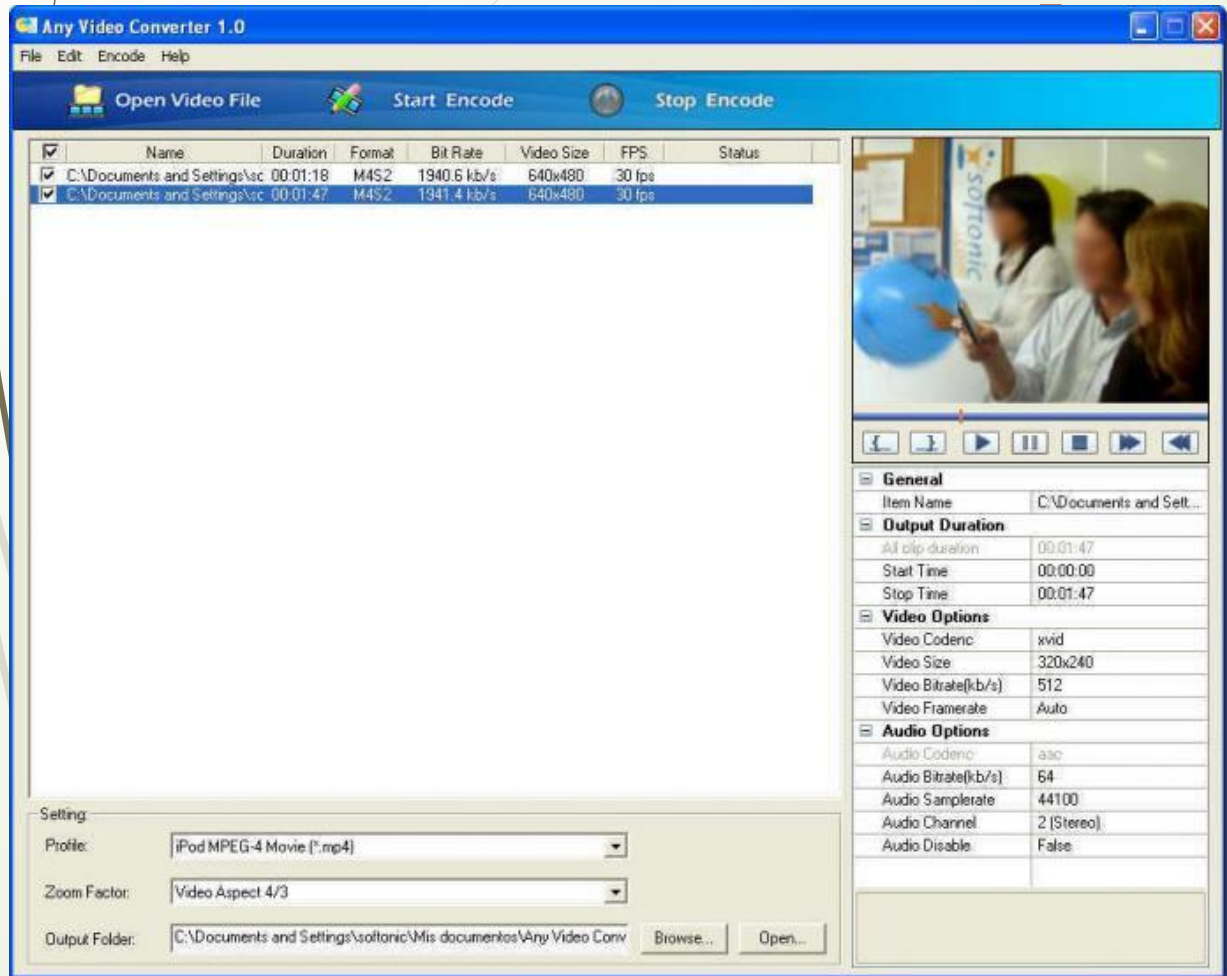 Any Video Converter 1.0
File Edit Encode Help
Open Video File Start Encode Stop Encode
Name Duration Format Bit Rate Video Size FPS Status
C:\Documents and Settings\sc 00:01:18 M4S2 1940.6 kb/s 640x480 30 fps
C:\Documents and Settings\sc 00:01:47 M4S2 1941.4 kb/s 640x480 30 fps
softonic
General
Item Name C:\Documents and Sett...
Output Duration
All clip duration 00:01:47
Start Time 00:00:00
Stop Time 00:01:47
Video Options
Video Codenc xvid
Video Size 320x240
Video Bitrate(kb/s) 512
Video Framerate Auto
Audio Options
Audio Codenc aac
Audio Bitrate(kb/s) 64
Audio Samplerate 44100
Audio Channel 2 (Stereo)
Audio Disable False
Setting:
Profile: iPod MPEG-4 Movie (*.mp4)
Zoom Factor: Video Aspect 4/3
Output Folder: C:\Documents and Settings\softonic\Mis documentos\Any Video Conv Browse... Open...